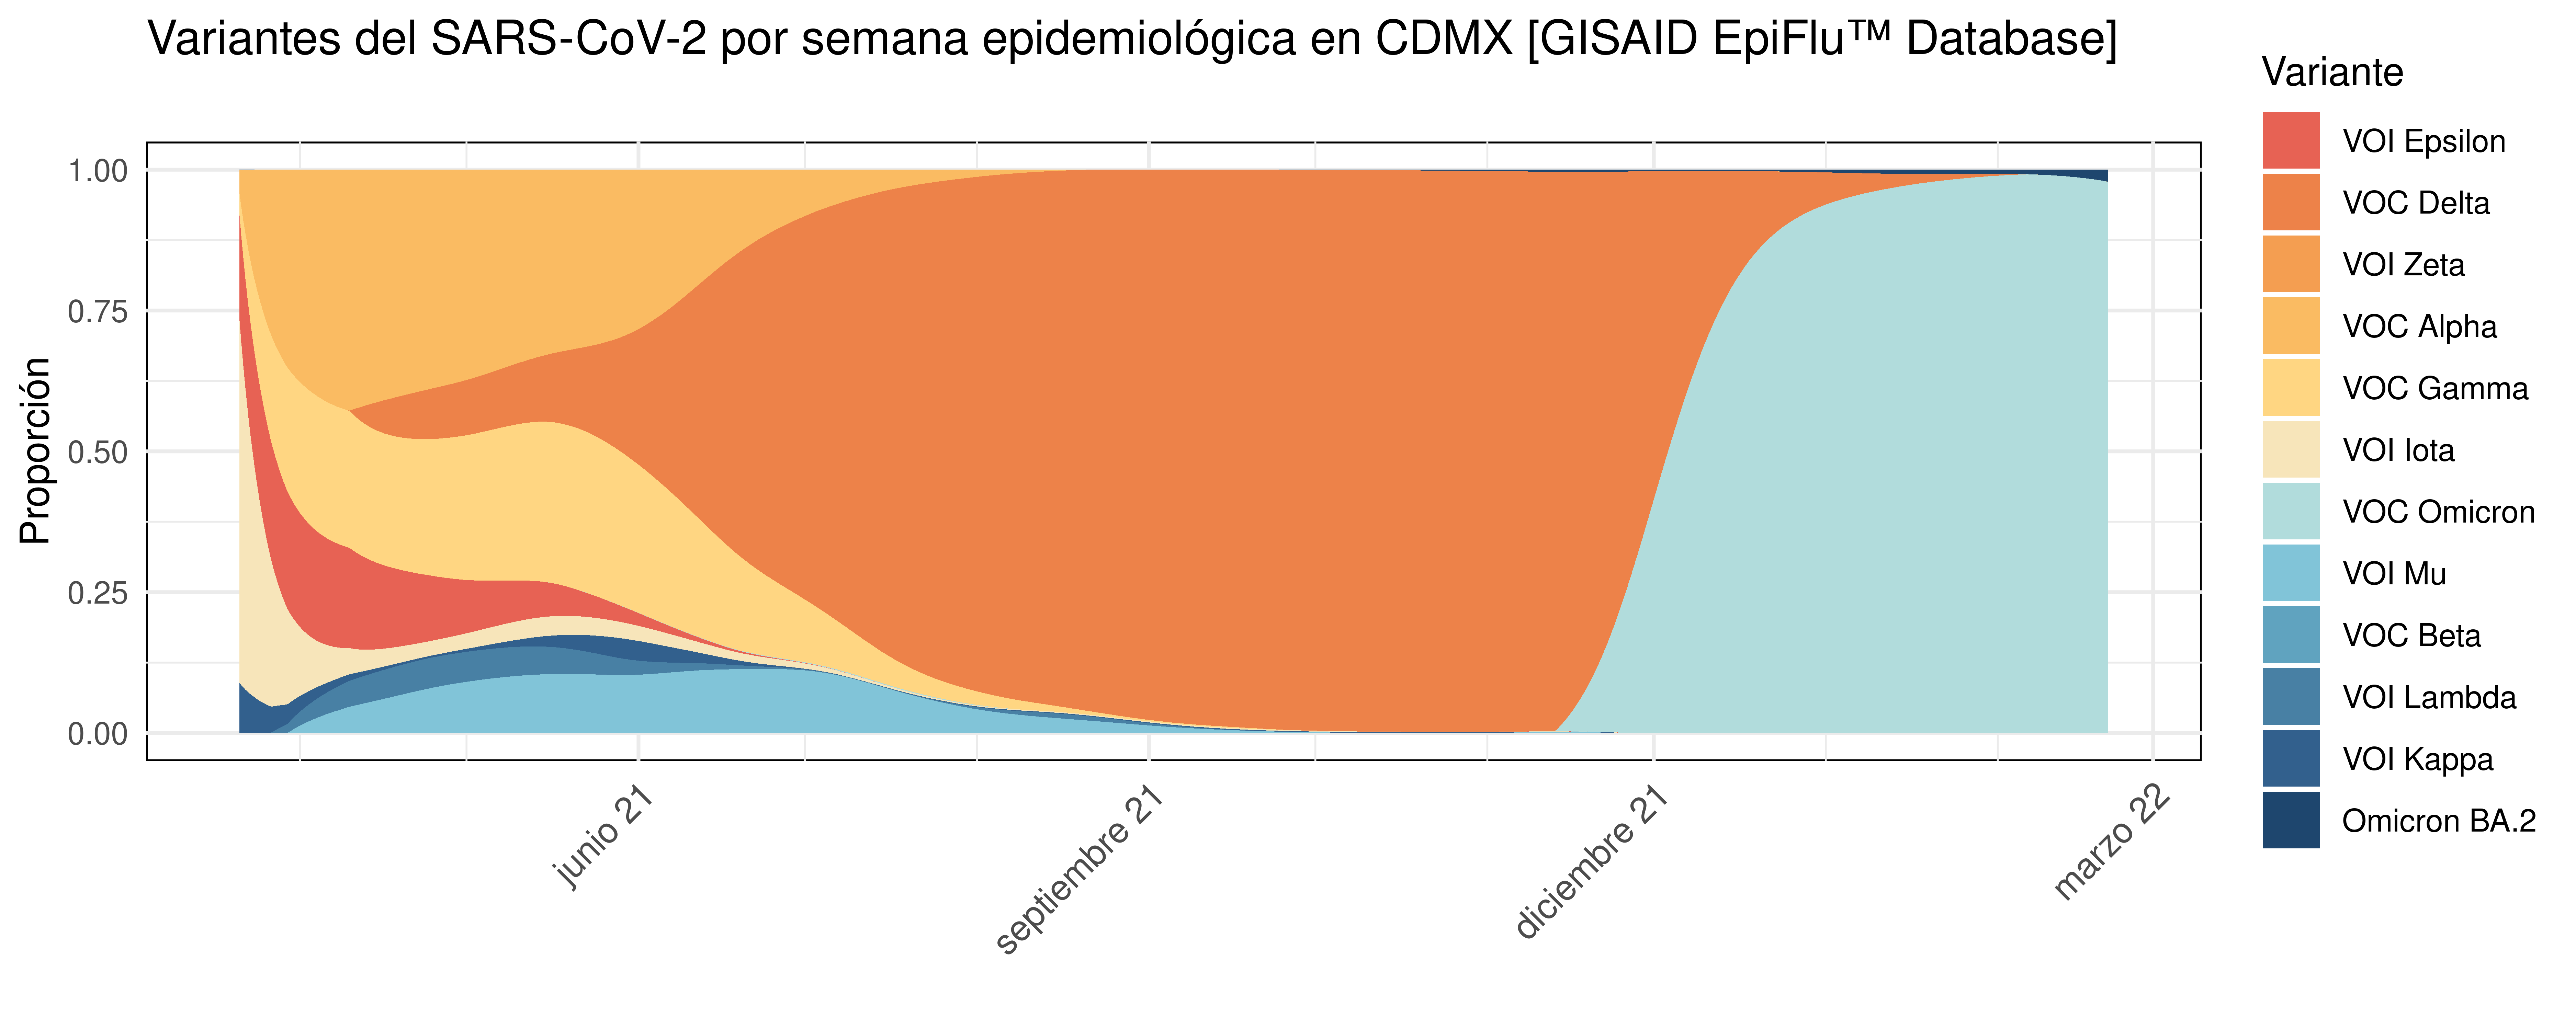 Variantes del SARS-CoV-2 por semana epidemiológica en CDMX [GISAID EpiFlu™ Database]
Proporción
1.00
0.75
0.50
0.25
0.00
junio 21
septiembre 21
diciembre 21
marzo 22
Variante
VOI Epsilon
VOC Delta
VOI Zeta
VOC Alpha
VOC Gamma
VOI Iota
VOC Omicron
VOI Mu
VOC Beta
VOI Lambda
VOI Kappa
Omicron BA.2